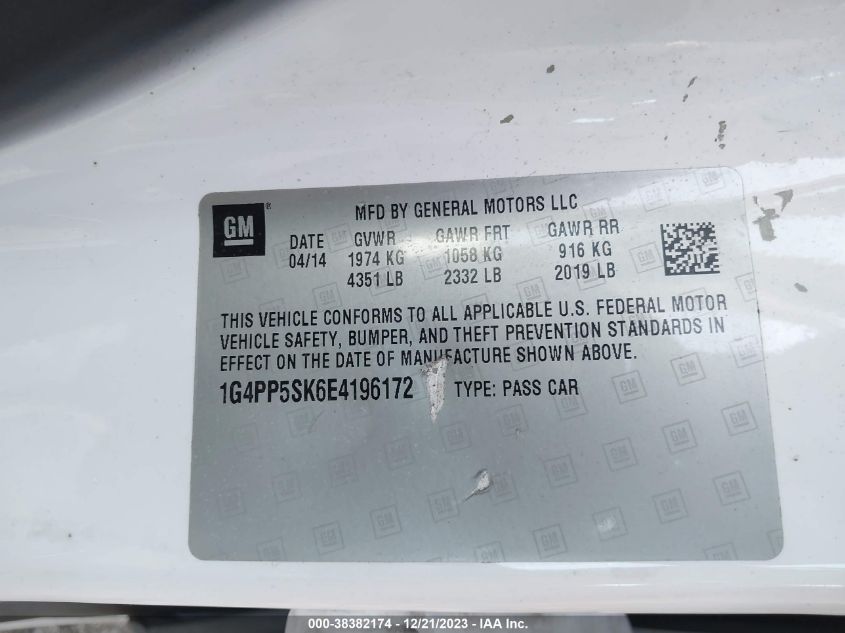 GM ®
MFD BY GENERAL MOTORS LLC
DATE GVWR GAWR FRT GAWR RR
04/14 1974 KG 1058 KG 916 KG
4351 LB 2332 LB 2019 LB
THIS VEHICLE CONFORMS TO ALL APPLICABLE U.S. FEDERAL MOTOR
VEHICLE SAFETY, BUMPER, AND THEFT PREVENTION STANDARDS IN
EFFECT ON THE DATE OF MANUFACTURE SHOWN ABOVE.
1G4PP5SK6E4196172 TYPE: PASS CAR
000-38382174 - 12/21/2023 - IAA Inc.